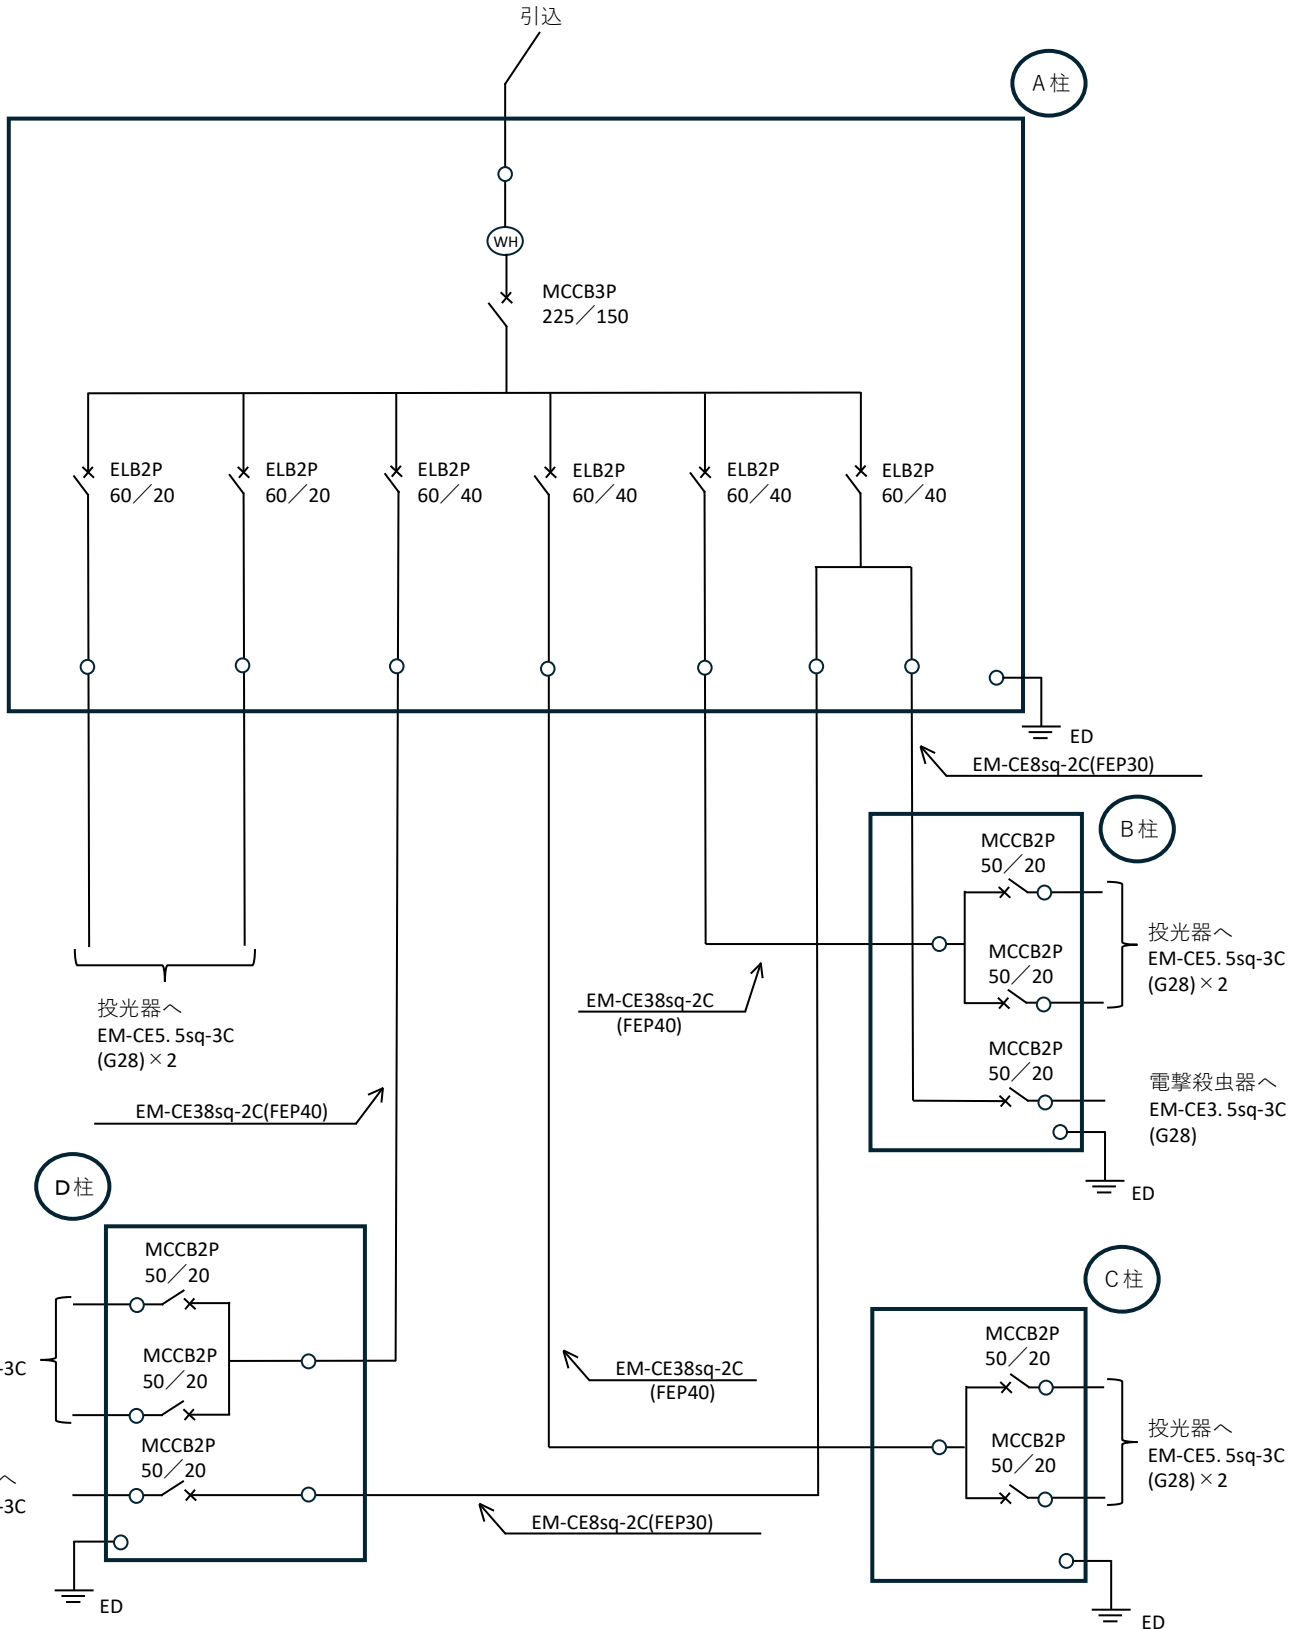 引込
A柱
WH
MCCB3P
225／150
ELB2P
60／20
ELB2P
60／20
ELB2P
60／40
ELB2P
60／40
ELB2P
60／40
ELB2P
60／40
ED
EM-CE8sq-2C(FEP30)
B柱
MCCB2P
50／20
MCCB2P
50／20
投光器へ
EM-CE5.5sq-3C
(G28)×2
MCCB2P
50／20
電撃殺虫器へ
EM-CE3.5sq-3C
(G28)
ED
EM-CE38sq-2C
(FEP40)
投光器へ
EM-CE5.5sq-3C
(G28)×2
EM-CE38sq-2C(FEP40)
D柱
MCCB2P
50／20
MCCB2P
50／20
-3C
MCCB2P
50／20
へ
-3C
ED
EM-CE38sq-2C
(FEP40)
EM-CE8sq-2C(FEP30)
C柱
MCCB2P
50／20
MCCB2P
50／20
投光器へ
EM-CE5.5sq-3C
(G28)×2
ED